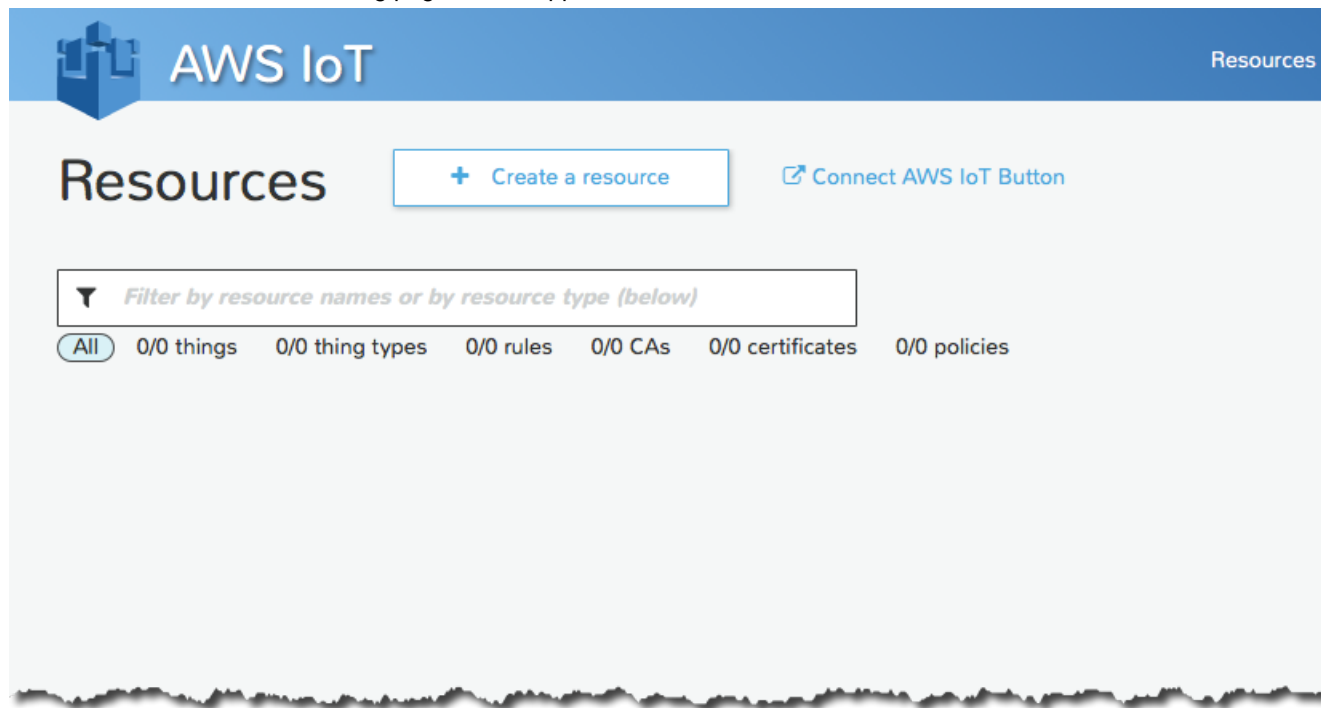 AWS IoT
Resources
Resources
+ Create a resource
Connect AWS IoT Button
Filter by resource names or by resource type (below)
All 0/0 things 0/0 thing types 0/0 rules 0/0 CAs 0/0 certificates 0/0 policies